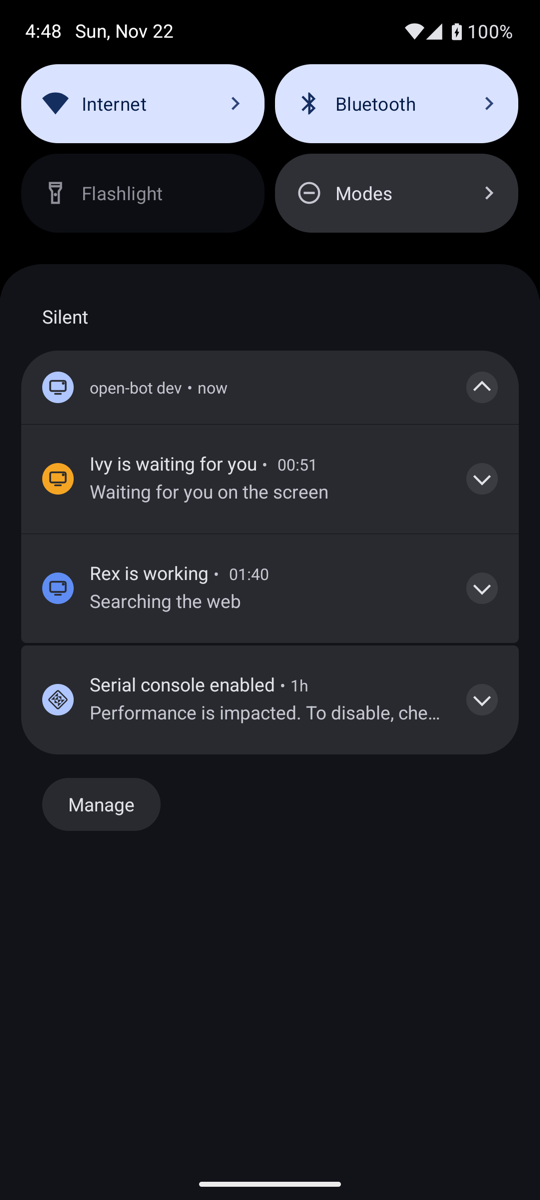 4:48 Sun, Nov 22 100%
Internet Bluetooth
Flashlight Modes
Silent
open-bot dev • now
Ivy is waiting for you • 00:51
Waiting for you on the screen
Rex is working • 01:40
Searching the web
Serial console enabled • 1h
Performance is impacted. To disable, che…
Manage